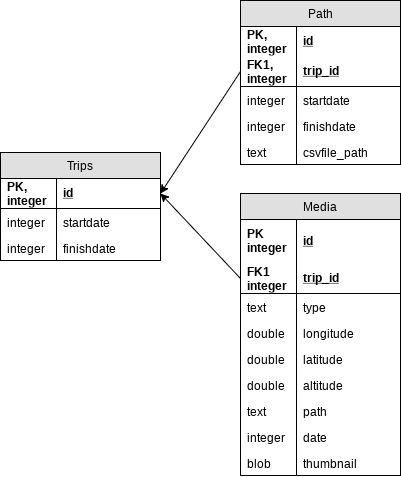 Path
PK, integer id
FK1, integer trip_id
integer startdate
integer finishdate
text csvfile_path
Trips
PK, integer id
integer startdate
integer finishdate
Media
PK integer id
FK1 integer trip_id
text type
double longitude
double latitude
double altitude
text path
integer date
blob thumbnail